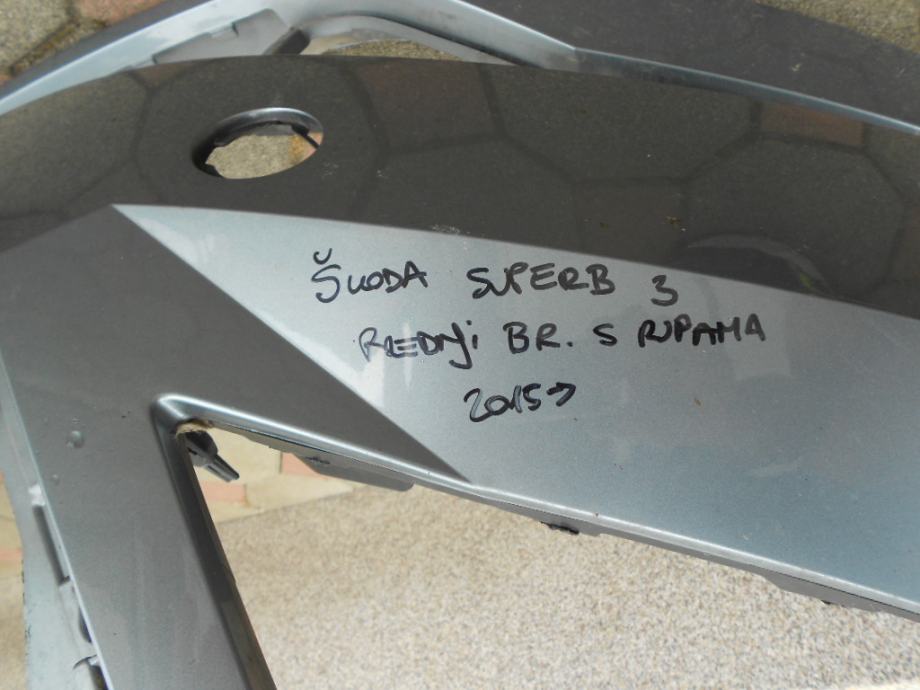 ŠKODA SUPERB 3
PREDNJI BR. S RUPAMA
2015→